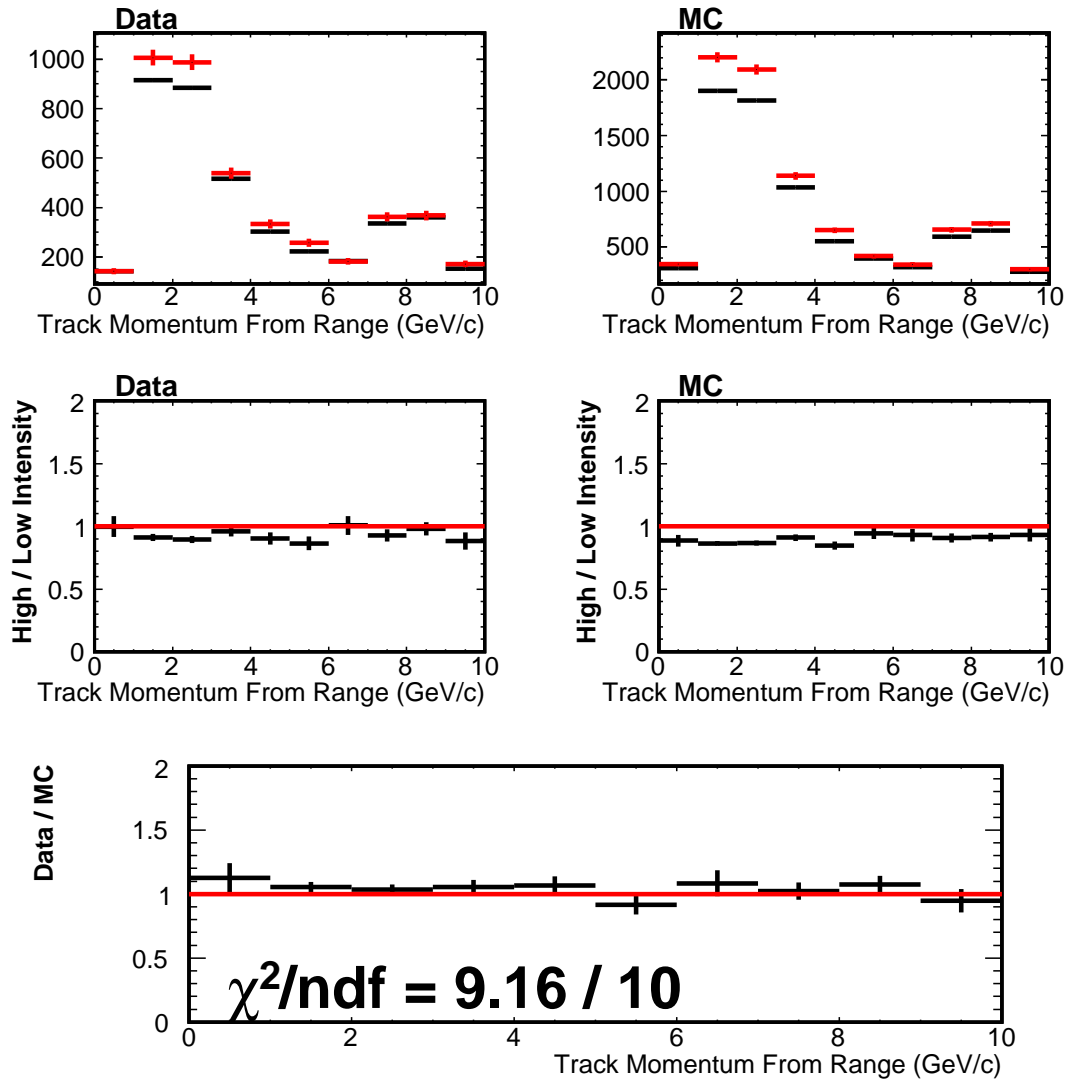 Data
1000
800
600
400
200
0 2 4 6 8 10
Track Momentum From Range (GeV/c)
MC
2000
1500
1000
500
0 2 4 6 8 10
Track Momentum From Range (GeV/c)
Data
High / Low Intensity
2
1.5
1
0.5
0
0 2 4 6 8 10
Track Momentum From Range (GeV/c)
MC
High / Low Intensity
2
1.5
1
0.5
0
0 2 4 6 8 10
Track Momentum From Range (GeV/c)
Data / MC
2
1.5
1
0.5
0
χ²/ndf = 9.16 / 10
0 2 4 6 8 10
Track Momentum From Range (GeV/c)